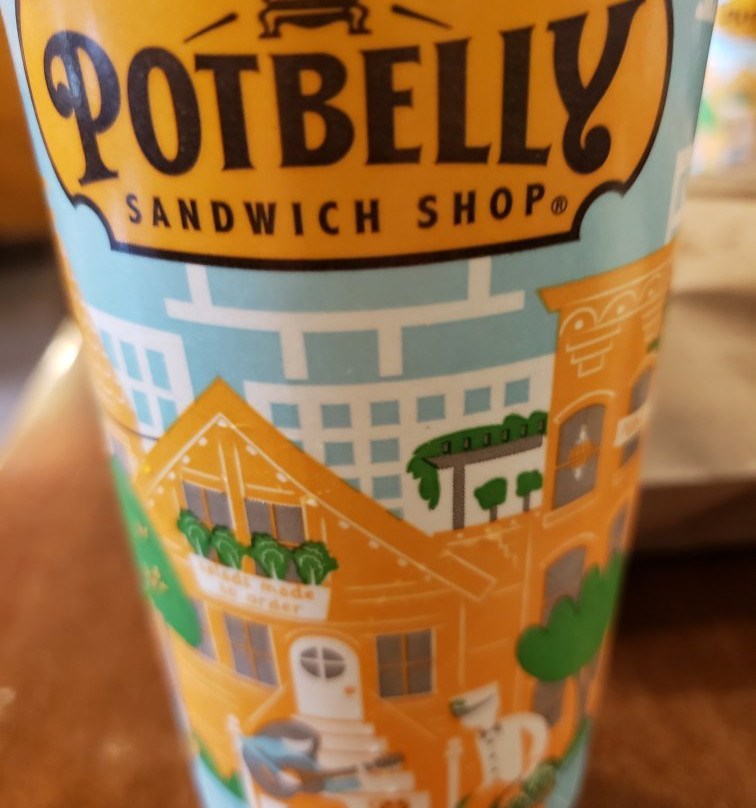 POTBELLY
SANDWICH SHOP®
Salads made
to order